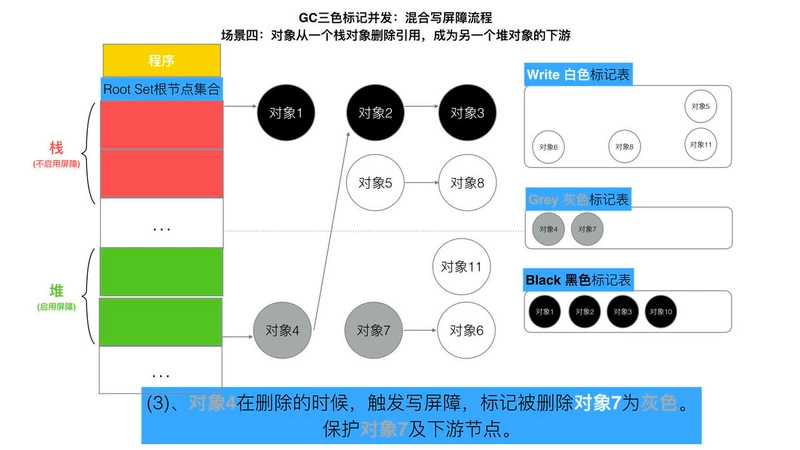 GC三色标记并发：混合写屏障流程
场景四：对象从一个栈对象删除引用，成为另一个堆对象的下游
程序
Root Set根节点集合
栈
(不启用屏障)
...
堆
(启用屏障)
...
对象1
对象2
对象3
对象5
对象8
对象11
对象4
对象7
对象6
Write 白色标记表
对象5
对象6
对象8
对象11
Grey 灰色标记表
对象4
对象7
Black 黑色标记表
对象1
对象2
对象3
对象10
(3)、对象4在删除的时候，触发写屏障，标记被删除对象7为灰色。
保护对象7及下游节点。